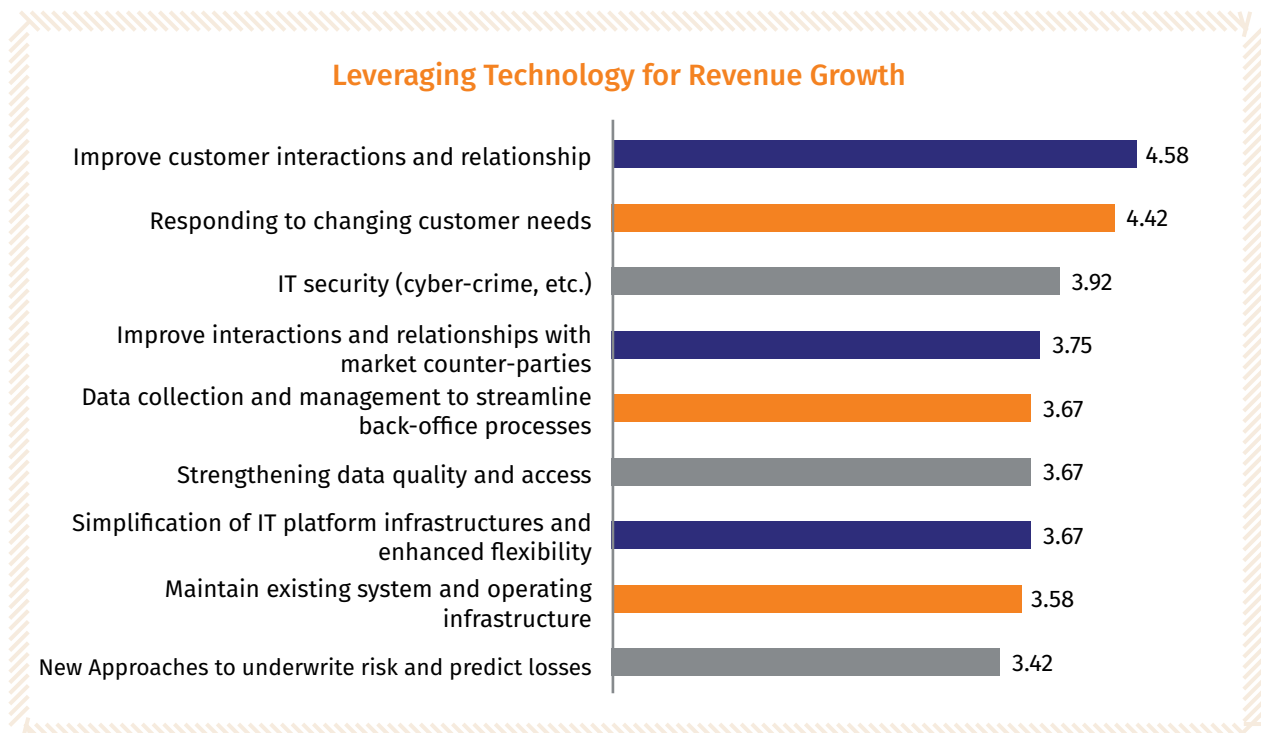 Leveraging Technology for Revenue Growth
Improve customer interactions and relationship
4.58
Responding to changing customer needs
4.42
IT security (cyber-crime, etc.)
3.92
Improve interactions and relationships with
market counter-parties
3.75
Data collection and management to streamline
back-office processes
3.67
Strengthening data quality and access
3.67
Simplification of IT platform infrastructures and
enhanced flexibility
3.67
Maintain existing system and operating
infrastructure
3.58
New Approaches to underwrite risk and predict losses
3.42